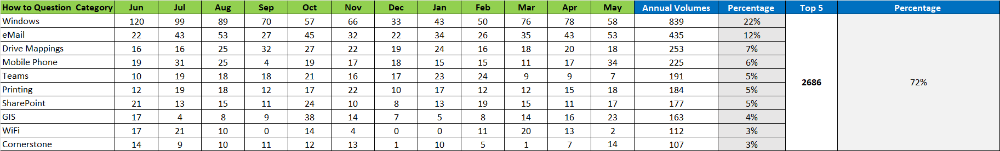 How to Question  Category Jun Jul Aug Sep Oct Nov Dec Jan Feb Mar Apr May Annual Volumes Percentage Top 5 Percentage
Windows 120 99 89 70 57 66 33 43 50 76 78 58 839 22%
eMail 22 43 53 27 45 32 22 34 26 35 43 53 435 12%
Drive Mappings 16 16 25 32 27 22 19 24 16 18 20 18 253 7%
Mobile Phone 19 31 25 4 19 17 18 15 15 11 17 34 225 6%
Teams 10 19 18 18 21 16 17 23 24 9 9 7 191 5%
Printing 12 19 18 12 17 22 10 17 12 12 15 18 184 5% 2686 72%
SharePoint 21 13 15 11 24 10 8 13 19 15 11 17 177 5%
GIS 17 4 8 9 38 14 7 5 8 14 16 23 163 4%
WiFi 17 21 10 0 14 4 0 0 11 20 13 2 112 3%
Cornerstone 14 9 10 11 12 13 1 10 5 1 7 14 107 3%